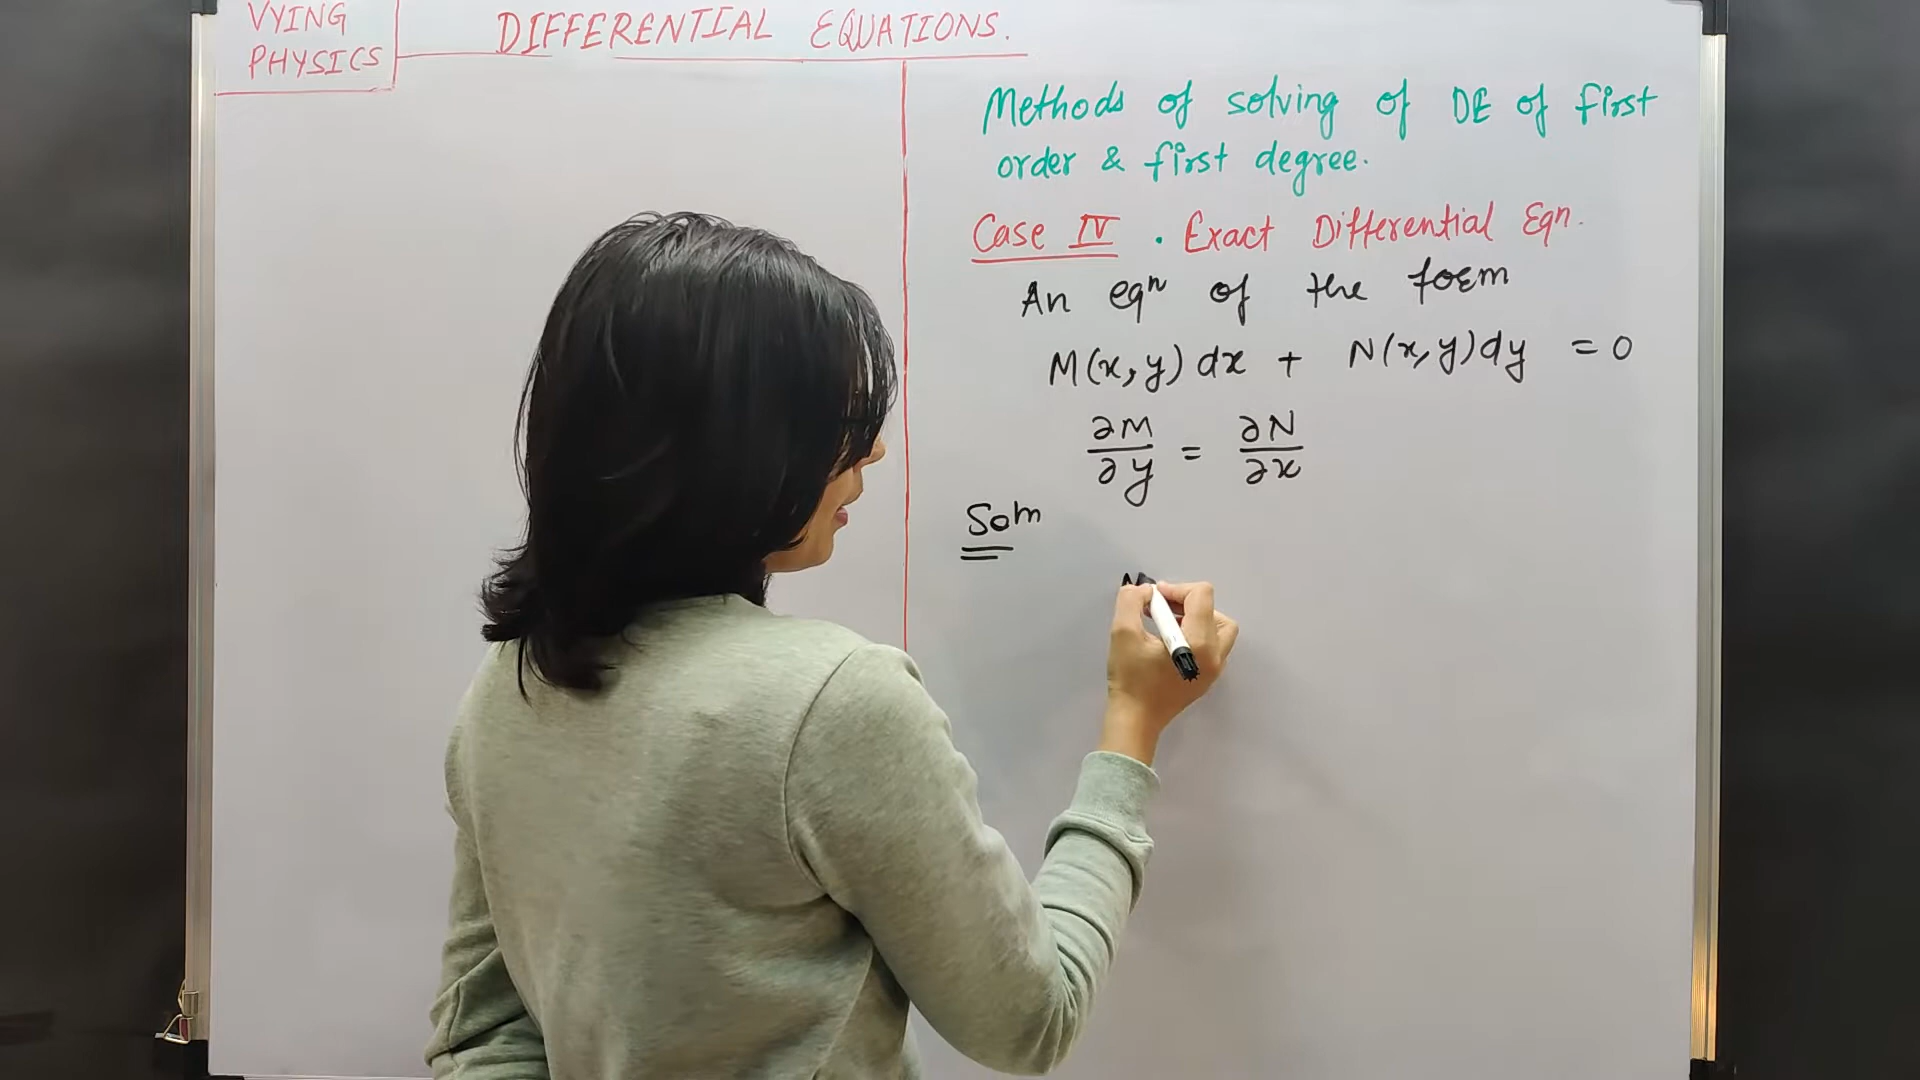 VYING
PHYSICS
DIFFERENTIAL EQUATIONS.
Methods of solving of DE of first
order & first degree.
Case IV . Exact Differential Eqn.
An eqⁿ of the form
M(x,y)dx + N(x,y)dy = 0
∂M/∂y = ∂N/∂x
Solⁿ